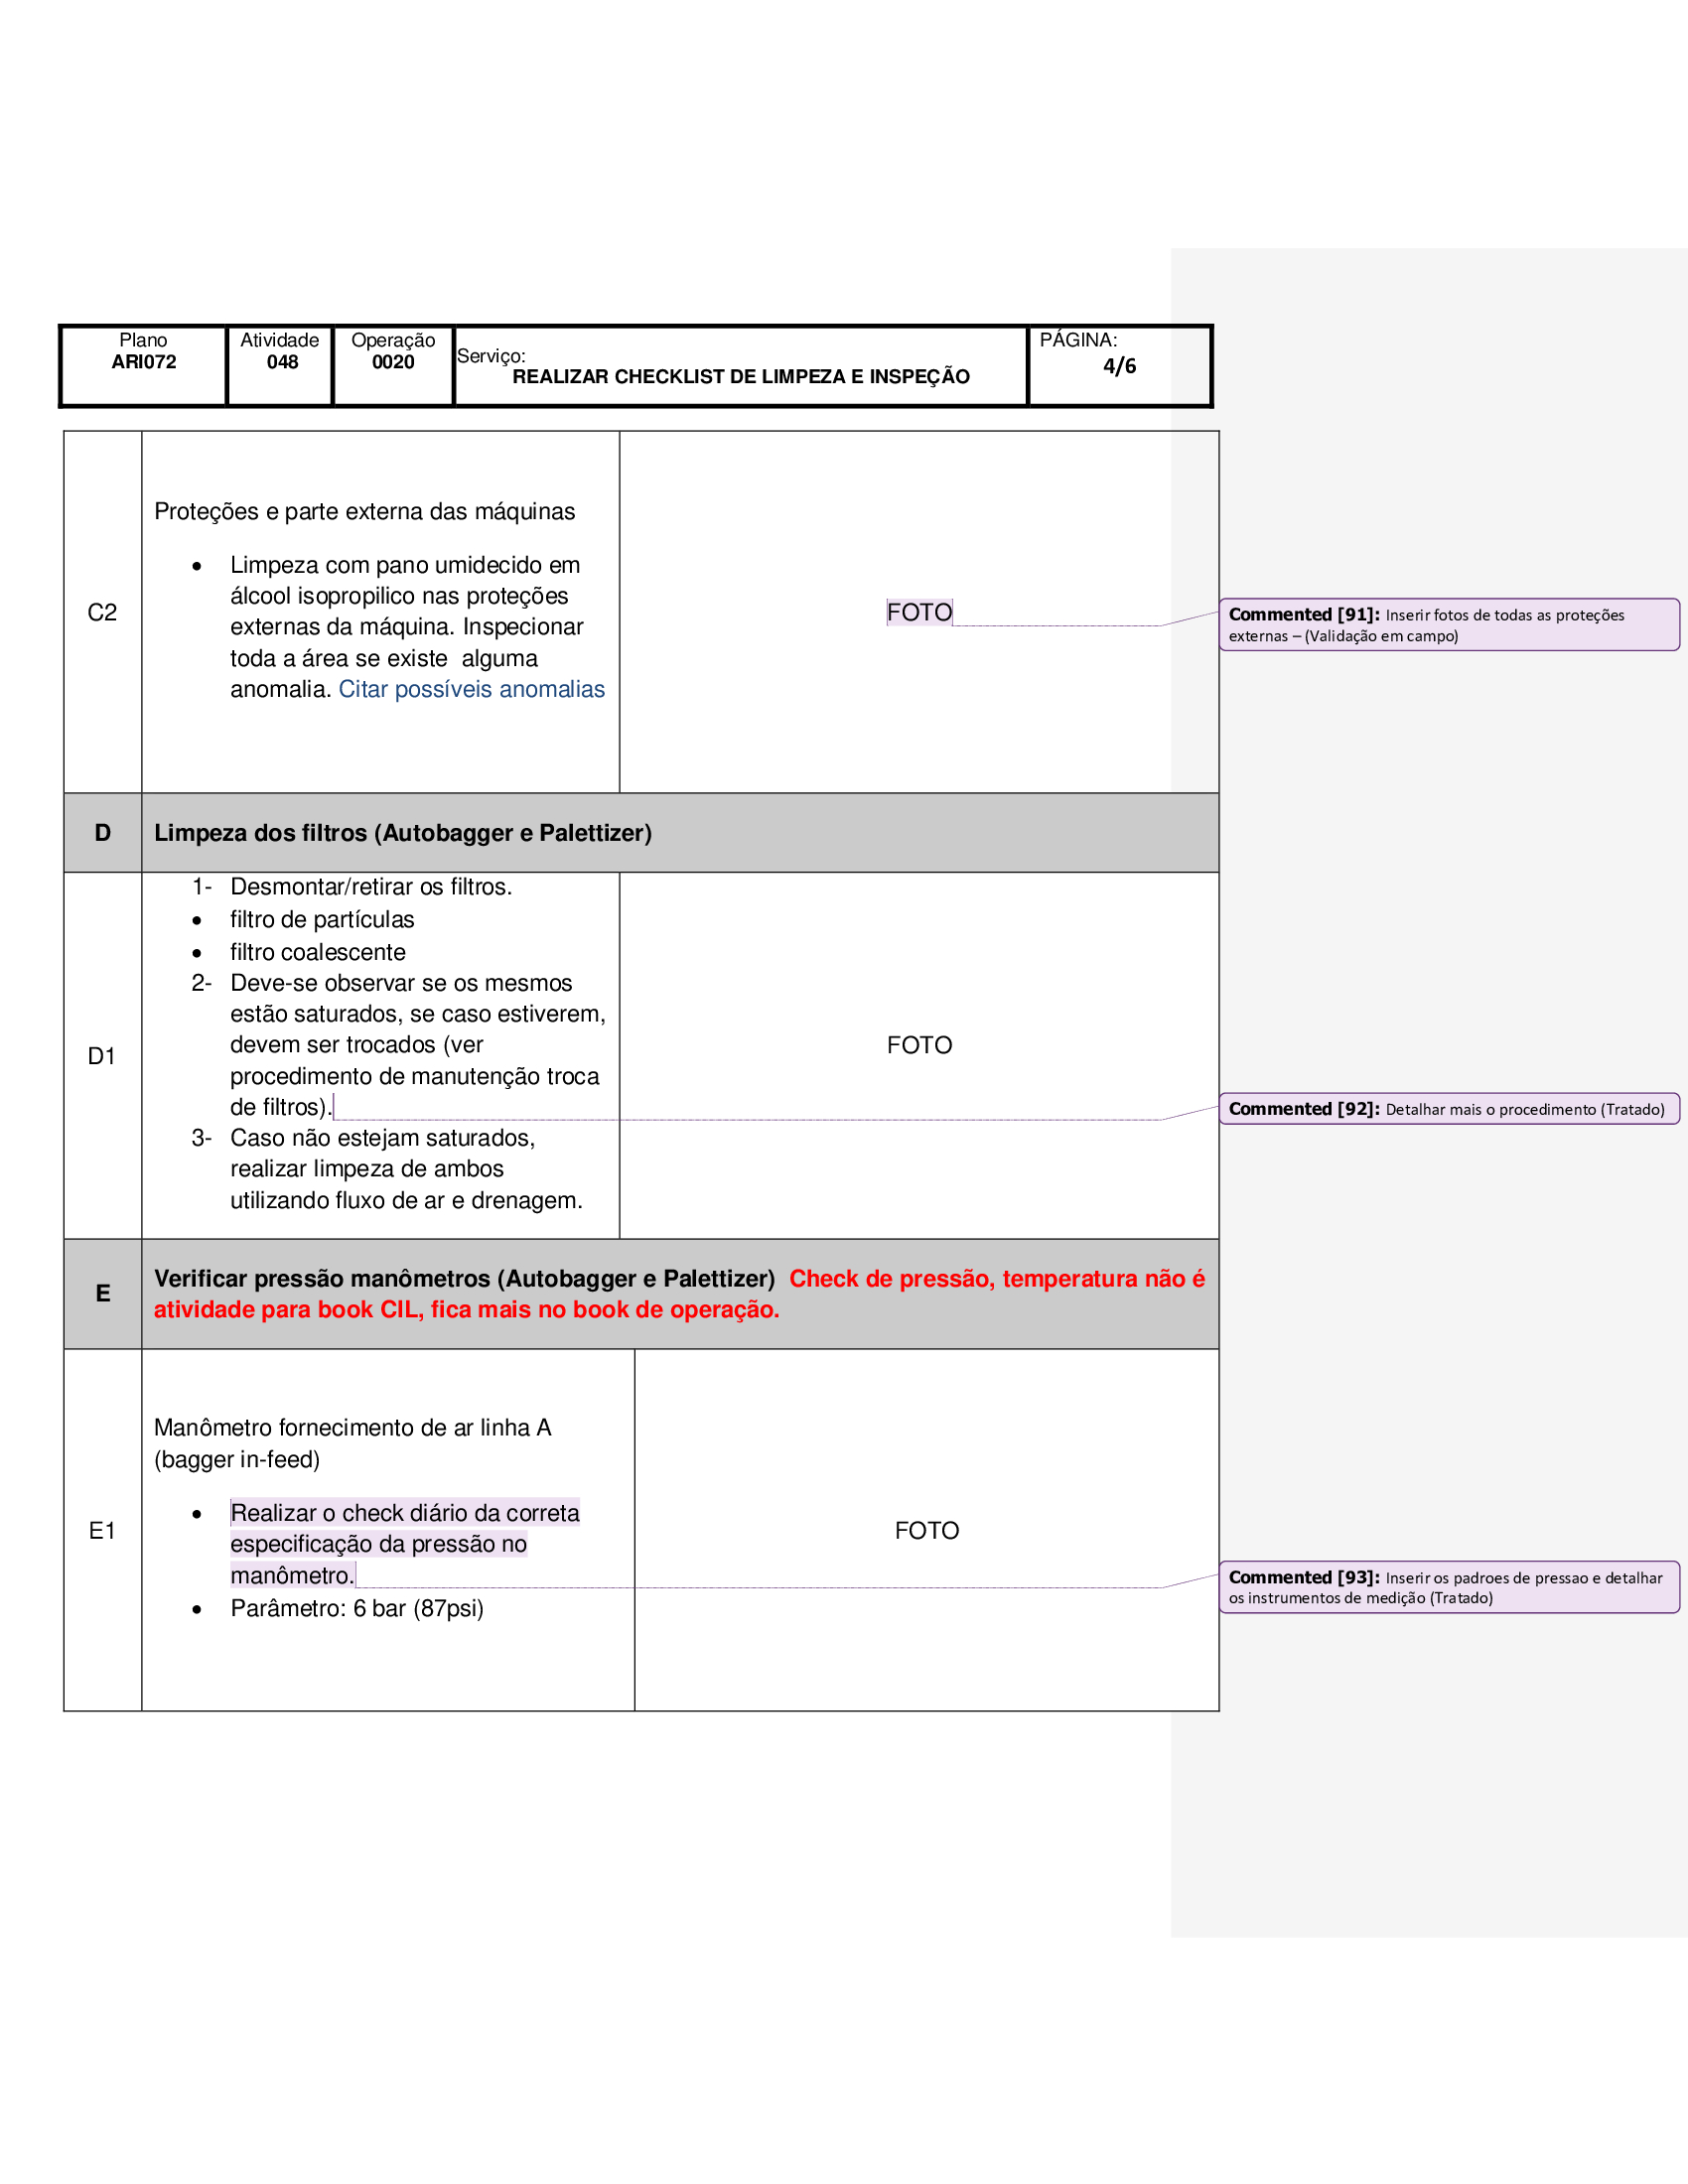 Plano
ARI072
Atividade
048
Operação
0020
Serviço:
REALIZAR CHECKLIST DE LIMPEZA E INSPEÇÃO
PÁGINA:
4/6
C2
Proteções e parte externa das máquinas
• Limpeza com pano umidecido em
álcool isopropilico nas proteções
externas da máquina. Inspecionar
toda a área se existe  alguma
anomalia. Citar possíveis anomalias
FOTO
Commented [91]: Inserir fotos de todas as proteções
externas – (Validação em campo)
D
Limpeza dos filtros (Autobagger e Palettizer)
D1
1- Desmontar/retirar os filtros.
• filtro de partículas
• filtro coalescente
2- Deve-se observar se os mesmos
estão saturados, se caso estiverem,
devem ser trocados (ver
procedimento de manutenção troca
de filtros).
3- Caso não estejam saturados,
realizar limpeza de ambos
utilizando fluxo de ar e drenagem.
FOTO
Commented [92]: Detalhar mais o procedimento (Tratado)
E
Verificar pressão manômetros (Autobagger e Palettizer)  Check de pressão, temperatura não é
atividade para book CIL, fica mais no book de operação.
E1
Manômetro fornecimento de ar linha A
(bagger in-feed)
• Realizar o check diário da correta
especificação da pressão no
manômetro.
• Parâmetro: 6 bar (87psi)
FOTO
Commented [93]: Inserir os padroes de pressao e detalhar
os instrumentos de medição (Tratado)